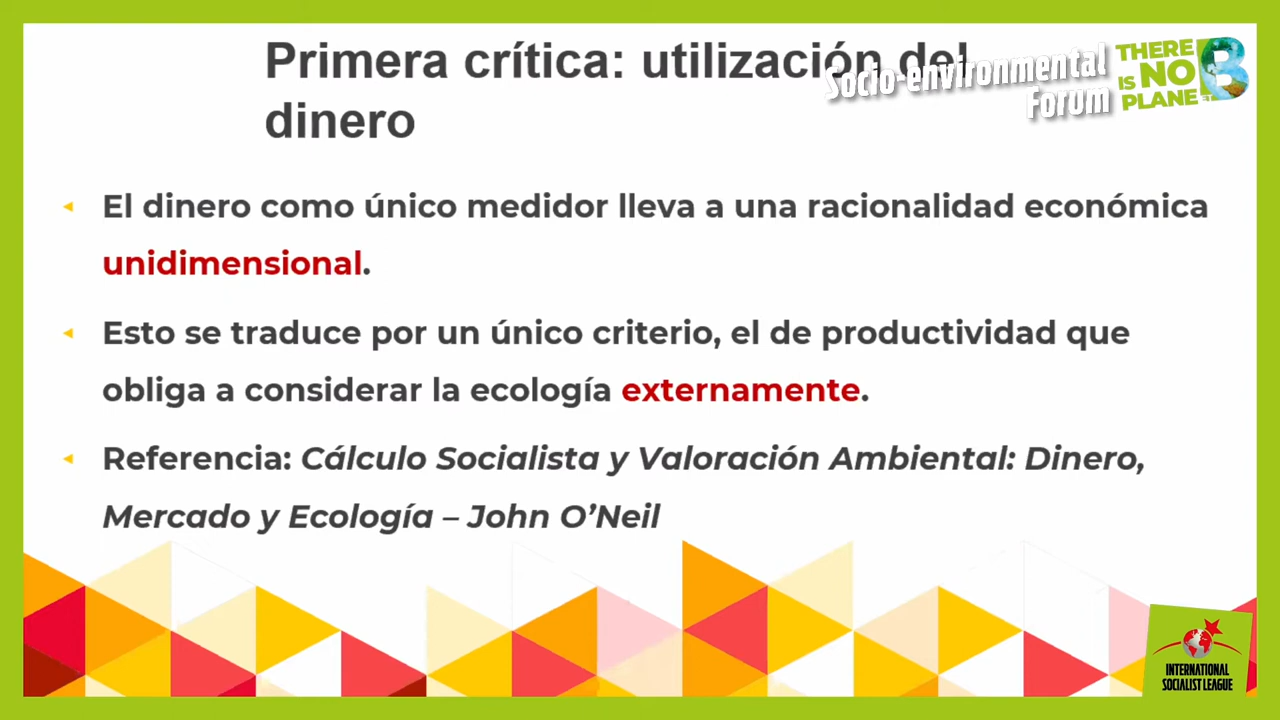 Primera crítica: utilización del
dinero
Socio-environmental
Forum
THERE
IS NO
PLANET
B
El dinero como único medidor lleva a una racionalidad económica
unidimensional.
Esto se traduce por un único criterio, el de productividad que
obliga a considerar la ecología externamente.
Referencia: Cálculo Socialista y Valoración Ambiental: Dinero,
Mercado y Ecología – John O’Neil
INTERNATIONAL
SOCIALIST LEAGUE